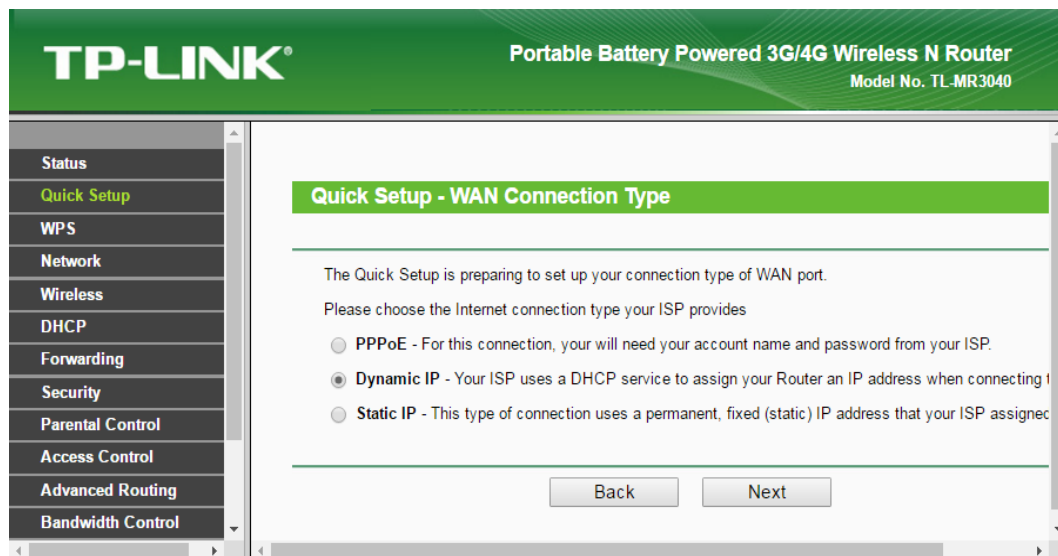 TP-LINK®
Portable Battery Powered 3G/4G Wireless N Router
Model No. TL-MR3040
Status
Quick Setup
WPS
Network
Wireless
DHCP
Forwarding
Security
Parental Control
Access Control
Advanced Routing
Bandwidth Control
Quick Setup - WAN Connection Type
The Quick Setup is preparing to set up your connection type of WAN port.
Please choose the Internet connection type your ISP provides
PPPoE - For this connection, your will need your account name and password from your ISP.
Dynamic IP - Your ISP uses a DHCP service to assign your Router an IP address when connecting
Static IP - This type of connection uses a permanent, fixed (static) IP address that your ISP assigned
Back
Next